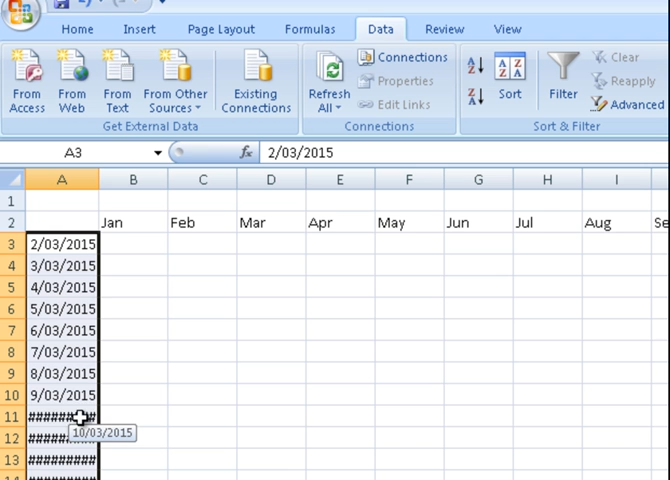 Home Insert Page Layout Formulas Data Review View
From Access
From Web
From Text
From Other Sources
Existing Connections
Get External Data
Refresh All
Connections
Properties
Edit Links
Connections
A
Z
Z
A
A Z
Z A
Sort
Filter
Clear
Reapply
Advanced
Sort & Filter
A3 fx 2/03/2015
A B C D E F G H I
1
2 Jan Feb Mar Apr May Jun Jul Aug Se
3 2/03/2015
4 3/03/2015
5 4/03/2015
6 5/03/2015
7 6/03/2015
8 7/03/2015
9 8/03/2015
10 9/03/2015
11 #########
10/03/2015
12 #########
13 #########